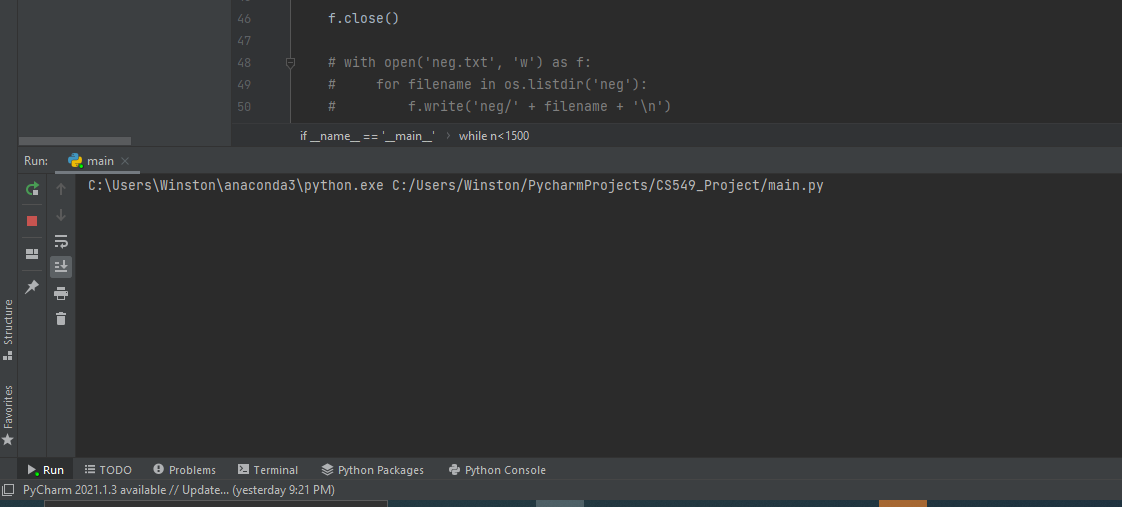 46 f.close()
47
48 # with open('neg.txt', 'w') as f:
49 #     for filename in os.listdir('neg'):
50 #         f.write('neg/' + filename + '\n')
if __name__ == '__main__' › while n<1500
Run: main
C:\Users\Winston\anaconda3\python.exe C:/Users/Winston/PycharmProjects/CS549_Project/main.py
Structure
Favorites
Run TODO Problems Terminal Python Packages Python Console
PyCharm 2021.1.3 available // Update... (yesterday 9:21 PM)